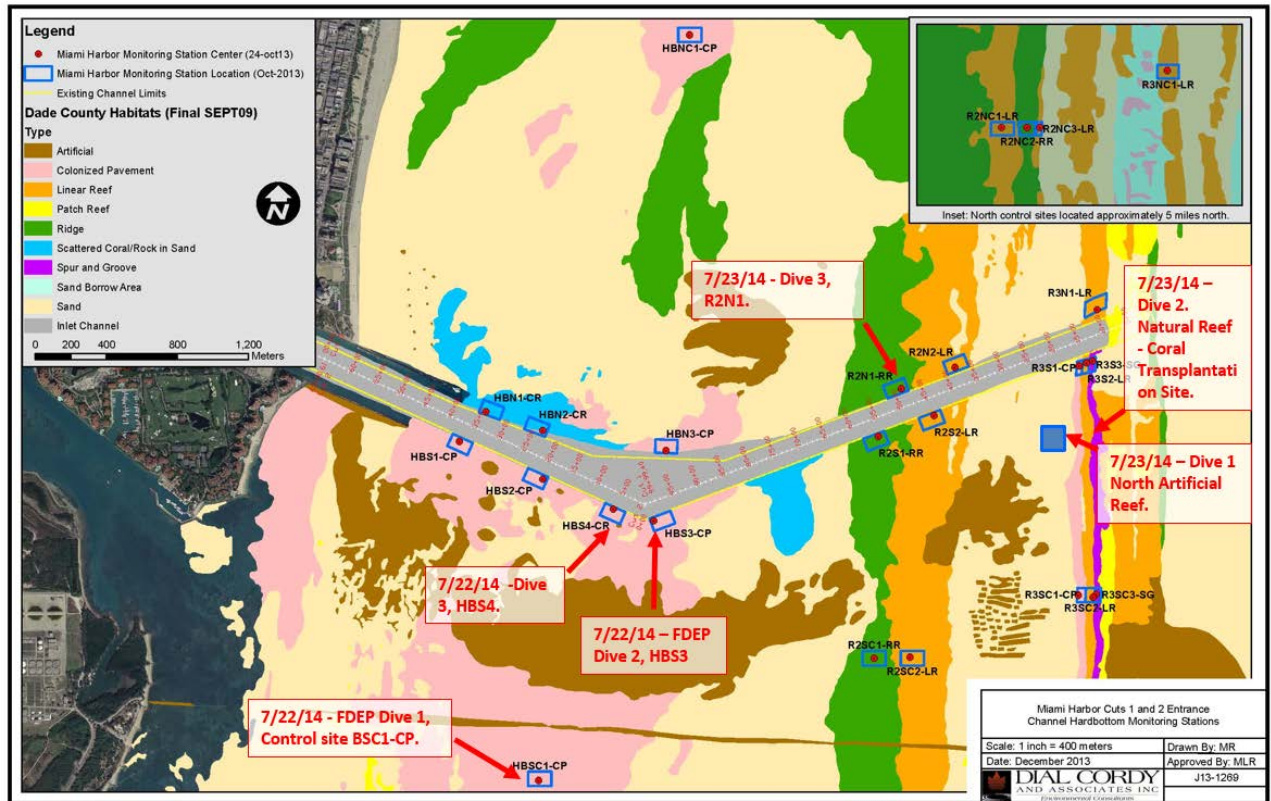 Legend
Miami Harbor Monitoring Station Center (24-oct13)
Miami Harbor Monitoring Station Location (Oct-2013)
Existing Channel Limits
Dade County Habitats (Final SEPT09)
Type
Artificial
Colonized Pavement
Linear Reef
Patch Reef
Ridge
Scattered Coral/Rock in Sand
Spur and Groove
Sand Borrow Area
Sand
Inlet Channel
0 200 400 800 1,200
Meters
N
HBNC1-CP
R3NC1-LR
R2NC1-LR
R2NC3-LR
R2NC2-RR
Inset: North control sites located approximately 5 miles north.
7/23/14 - Dive 3,
R2N1.
7/23/14 –
Dive 2.
Natural Reef
- Coral
Transplantati
on Site.
R3N1-LR
R2N2-LR
R2N1-RR
R3S1-CP
R3S3-SG
R3S2-LR
HBN1-CR
HBN2-CR
HBN3-CP
R2S2-LR
R2S1-RR
HBS1-CP
HBS2-CP
HBS4-CR
HBS3-CP
7/23/14 – Dive 1
North Artificial
Reef.
7/22/14 -Dive
3, HBS4.
7/22/14 – FDEP
Dive 2, HBS3
R3SC1-CP
R3SC3-SG
R3SC2-LR
R2SC1-RR
R2SC2-LR
7/22/14 - FDEP Dive 1,
Control site BSC1-CP.
HBSC1-CP
Miami Harbor Cuts 1 and 2 Entrance
Channel Hardbottom Monitoring Stations
Scale: 1 inch = 400 meters
Drawn By: MR
Date: December 2013
Approved By: MLR
DIAL CORDY
AND ASSOCIATES INC
Environmental Consultants
J13-1269